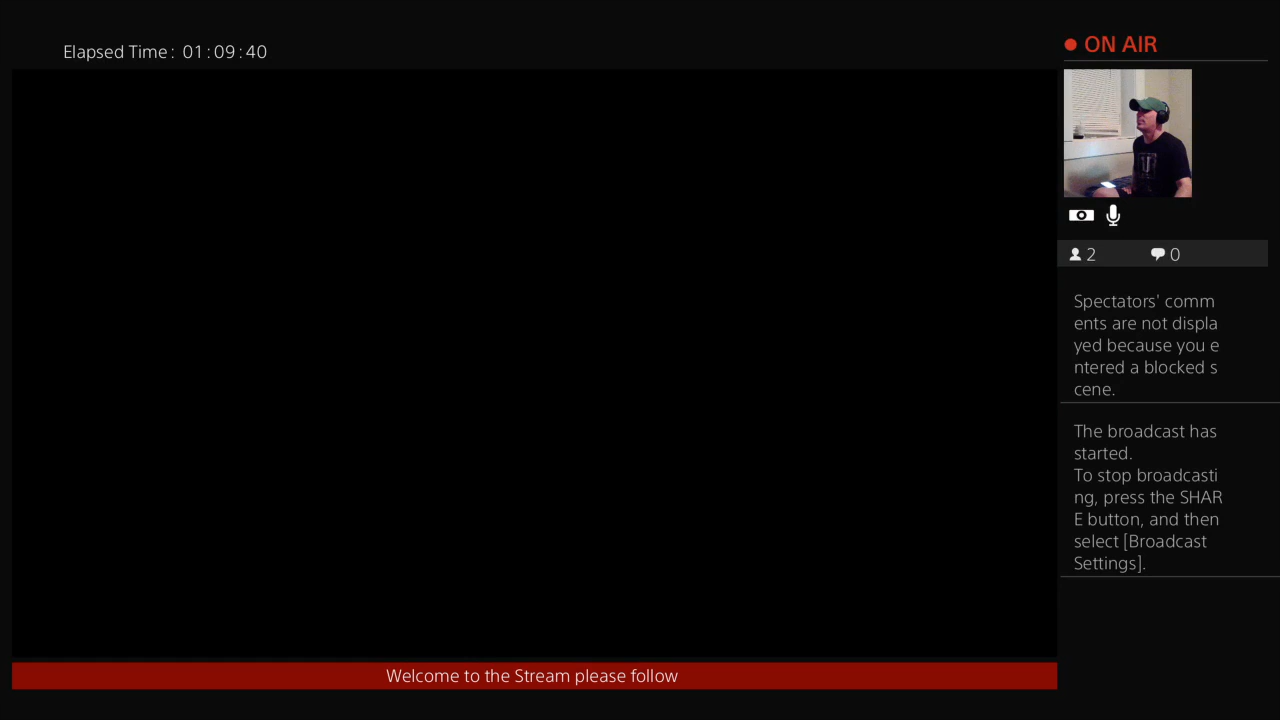 Elapsed Time: 01:09:40
ON AIR
2 0
Spectators' comm
ents are not displa
yed because you e
ntered a blocked s
cene.
The broadcast has
started.
To stop broadcasti
ng, press the SHAR
E button, and then
select [Broadcast
Settings].
Welcome to the Stream please follow